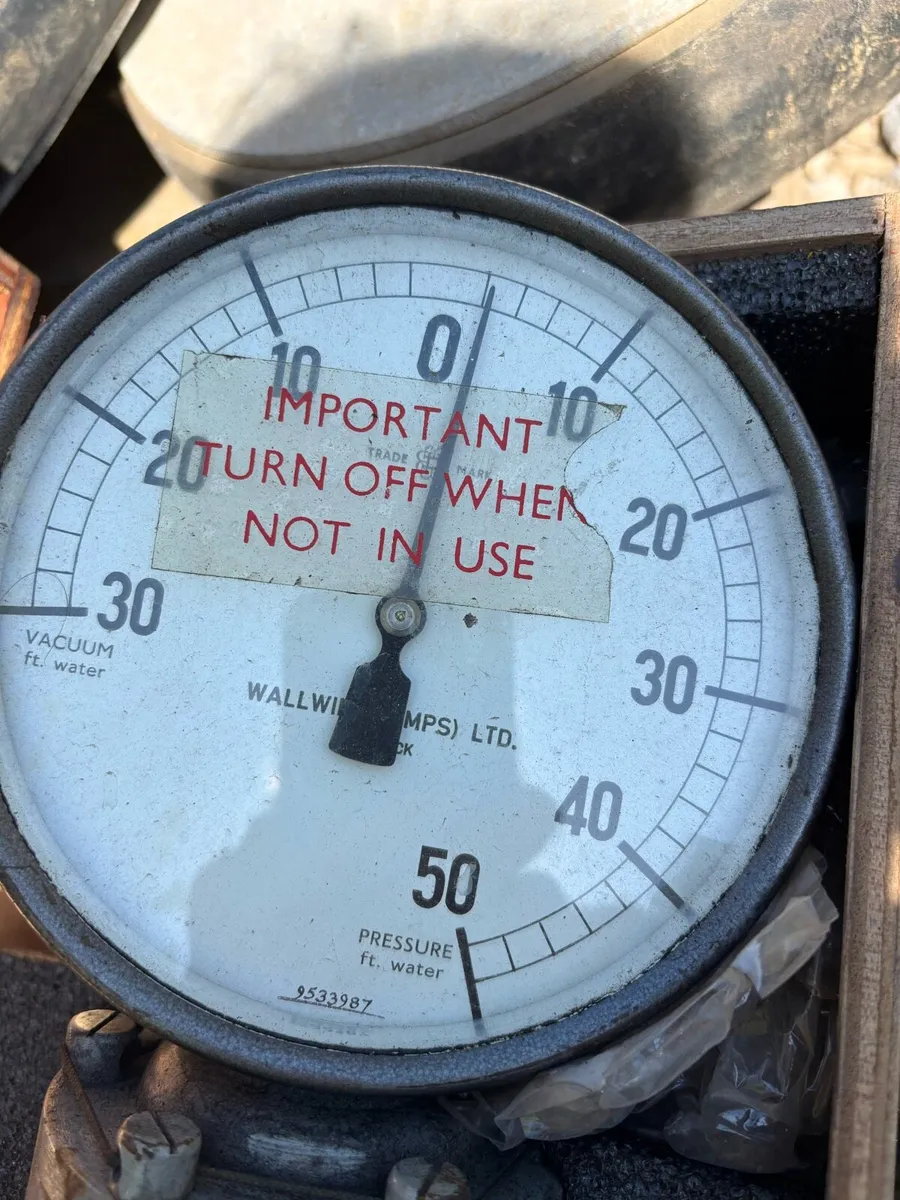 0
10
10
IMPORTANT
TRADE MARK
20
TURN OFF WHEN
20
NOT IN USE
30
VACUUM
ft. water
30
LTD.
40
50
PRESSURE
ft. water
9533987